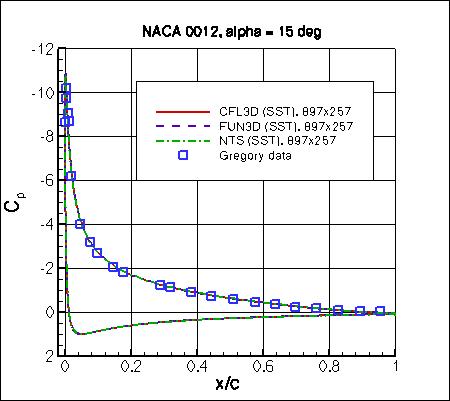 NACA 0012, alpha = 15 deg
-12
-10
-8
-6
-4
-2
0
2
Cp
CFL3D (SST), 897x257
FUN3D (SST), 897x257
NTS (SST), 897x257
Gregory data
0 0.2 0.4 0.6 0.8 1
x/c